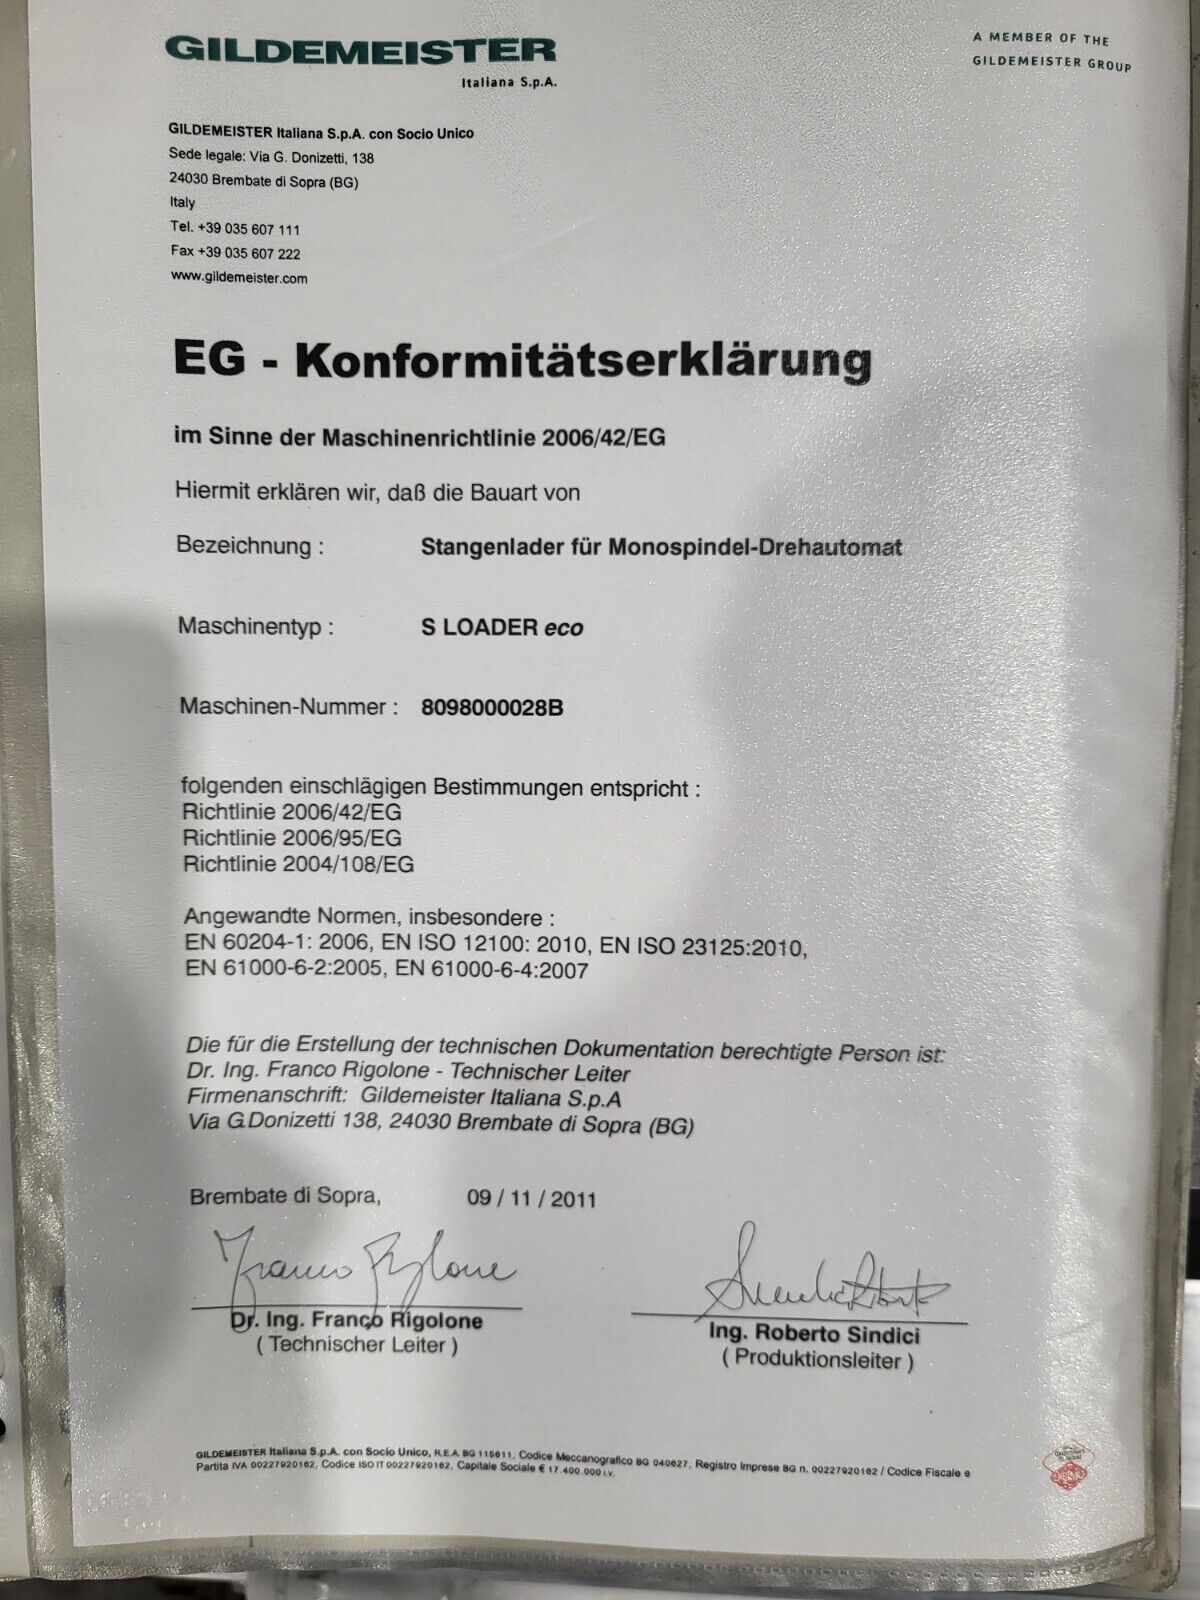 GILDEMEISTER
Italiana S.p.A.
A MEMBER OF THE
GILDEMEISTER GROUP
GILDEMEISTER Italiana S.p.A. con Socio Unico
Sede legale: Via G. Donizetti, 138
24030 Brembate di Sopra (BG)
Italy
Tel. +39 035 607 111
Fax +39 035 607 222
www.gildemeister.com
EG - Konformitätserklärung
im Sinne der Maschinenrichtlinie 2006/42/EG
Hiermit erklären wir, daß die Bauart von
Bezeichnung : Stangenlader für Monospindel-Drehautomat
Maschinentyp : S LOADER eco
Maschinen-Nummer : 8098000028B
folgenden einschlägigen Bestimmungen entspricht :
Richtlinie 2006/42/EG
Richtlinie 2006/95/EG
Richtlinie 2004/108/EG
Angewandte Normen, insbesondere :
EN 60204-1: 2006, EN ISO 12100: 2010, EN ISO 23125:2010,
EN 61000-6-2:2005, EN 61000-6-4:2007
Die für die Erstellung der technischen Dokumentation berechtigte Person ist:
Dr. Ing. Franco Rigolone - Technischer Leiter
Firmenanschrift: Gildemeister Italiana S.p.A
Via G.Donizetti 138, 24030 Brembate di Sopra (BG)
Brembate di Sopra, 09 / 11 / 2011
Franco Rigolone
Dr. Ing. Franco Rigolone
( Technischer Leiter )
Ing. Roberto Sindici
( Produktionsleiter )
GILDEMEISTER Italiana S.p.A. con Socio Unico, R.E.A. BG 115611, Codice Meccanografico BG 040627, Registro Imprese BG n. 00227920162 / Codice Fiscale e
Partita IVA 00227920162, Codice ISO IT 00227920162, Capitale Sociale € 17.400.000 i.v.